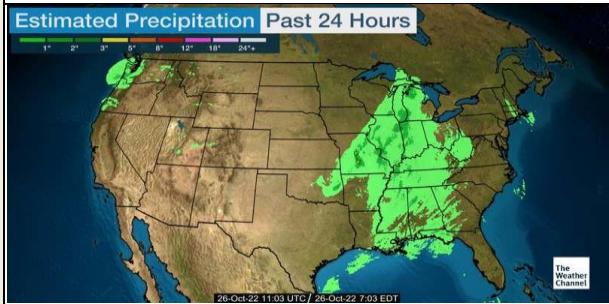 Estimated Precipitation Past 24 Hours
1" 2" 3" 5" 8" 12" 18" 24"+
The
Weather
Channel
26-Oct-22 11:03 UTC / 26-Oct-22 7:03 EDT